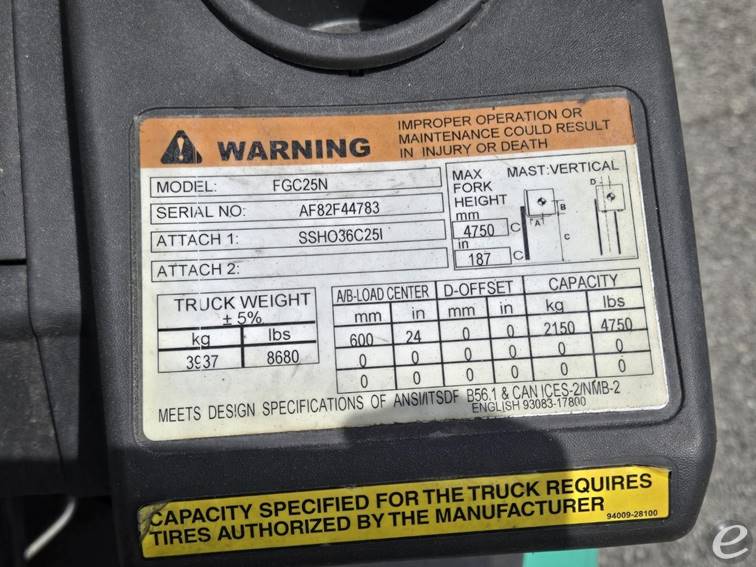 WARNING
IMPROPER OPERATION OR
MAINTENANCE COULD RESULT
IN INJURY OR DEATH
MODEL: FGC25N
SERIAL NO: AF82F44783
ATTACH 1: SSHO36C25I
ATTACH 2:
MAX FORK HEIGHT
MAST:VERTICAL
mm
4750 C
in
187 C
D
A
B
C
TRUCK WEIGHT
± 5%
kg lbs
3937 8680
A/B-LOAD CENTER D-OFFSET CAPACITY
mm in mm in kg lbs
600 24 0 0 2150 4750
0 0 0 0 0 0
0 0 0 0 0 0
MEETS DESIGN SPECIFICATIONS OF ANSI/ITSDF B56.1 & CAN ICES-2/NMB-2
ENGLISH 93083-17800
CAPACITY SPECIFIED FOR THE TRUCK REQUIRES
TIRES AUTHORIZED BY THE MANUFACTURER
94009-28100
e